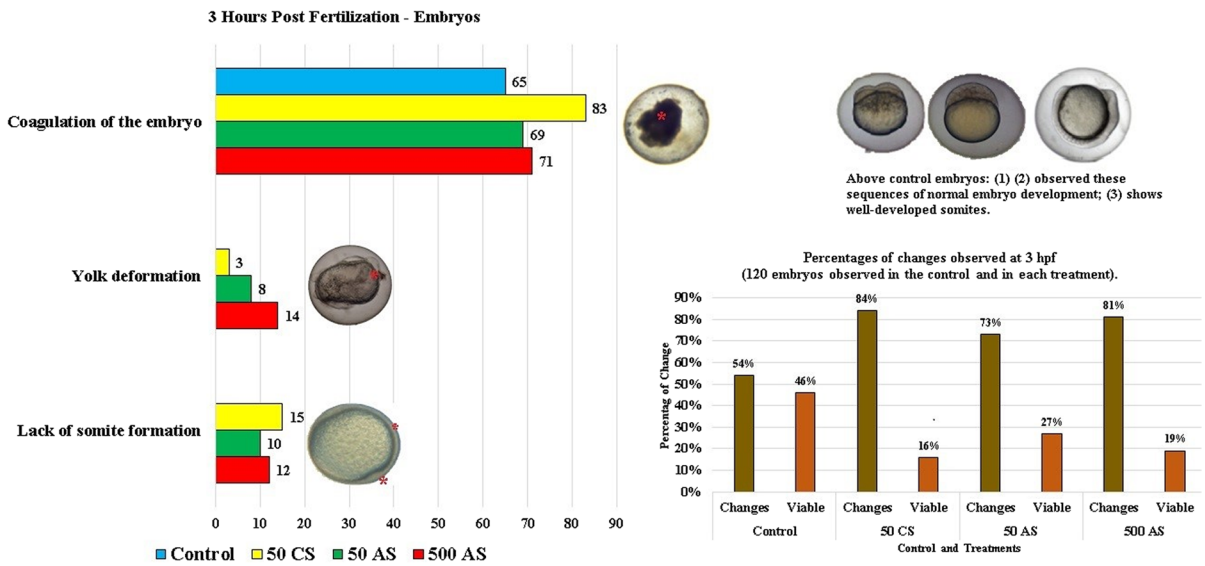 3 Hours Post Fertilization - Embryos
Coagulation of the embryo
65
83
69
71
*
Yolk deformation
3
8
14
*
Lack of somite formation
15
10
12
*
*
0 10 20 30 40 50 60 70 80 90
Control 50 CS 50 AS 500 AS
Above control embryos: (1) (2) observed these
sequences of normal embryo development; (3) shows
well-developed somites.
Percentages of changes observed at 3 hpf
(120 embryos observed in the control and in each treatment).
Percentag of Change
90%
80%
70%
60%
50%
40%
30%
20%
10%
0%
54% 46% 84% 16% 73% 27% 81% 19%
Changes Viable Changes Viable Changes Viable Changes Viable
Control 50 CS 50 AS 500 AS
Control and Treatments